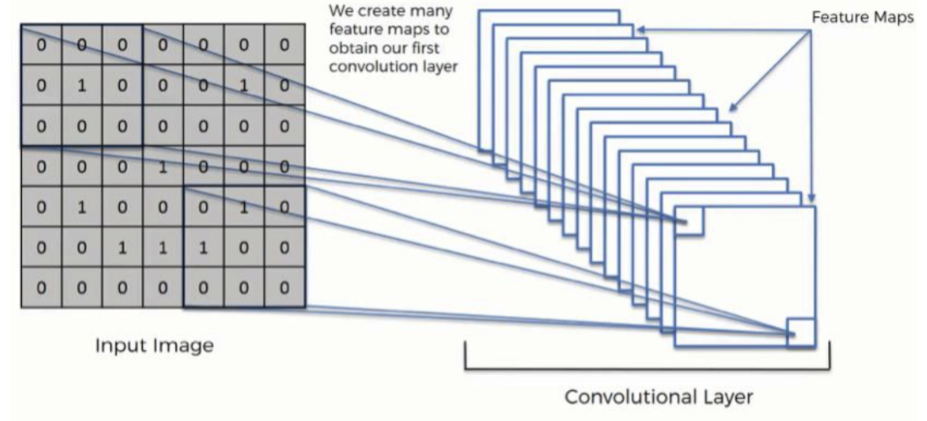 We create many
feature maps to
obtain our first
convolution layer
Feature Maps
0 0 0 0 0 0 0
0 1 0 0 0 1 0
0 0 0 0 0 0 0
0 0 0 1 0 0 0
0 1 0 0 0 1 0
0 0 1 1 1 0 0
0 0 0 0 0 0 0
Input Image
Convolutional Layer